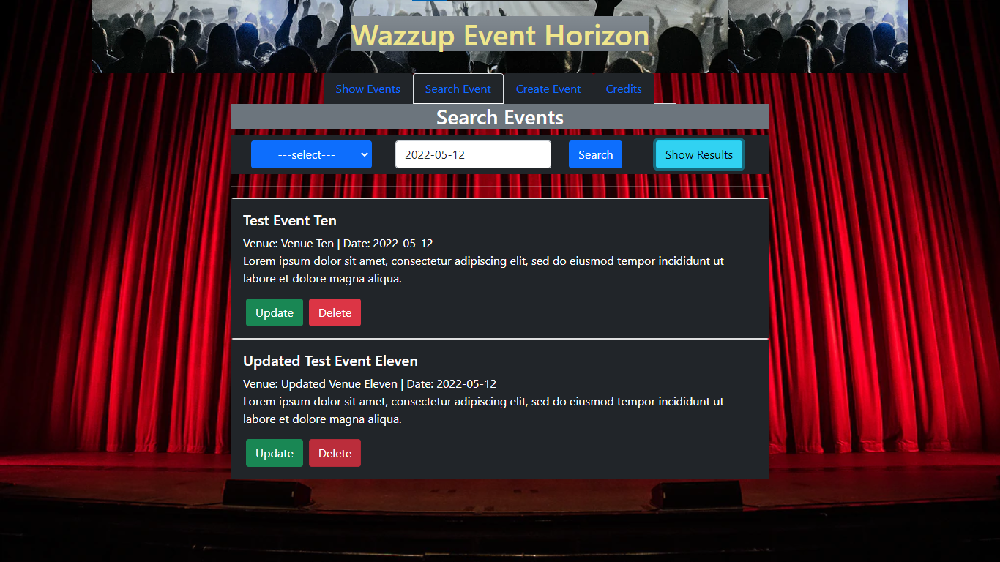 Wazzup Event Horizon
Show Events Search Event Create Event Credits
Search Events
---select--- 2022-05-12 Search Show Results
Test Event Ten
Venue: Venue Ten | Date: 2022-05-12
Lorem ipsum dolor sit amet, consectetur adipiscing elit, sed do eiusmod tempor incididunt ut
labore et dolore magna aliqua.
Update Delete
Updated Test Event Eleven
Venue: Updated Venue Eleven | Date: 2022-05-12
Lorem ipsum dolor sit amet, consectetur adipiscing elit, sed do eiusmod tempor incididunt ut
labore et dolore magna aliqua.
Update Delete